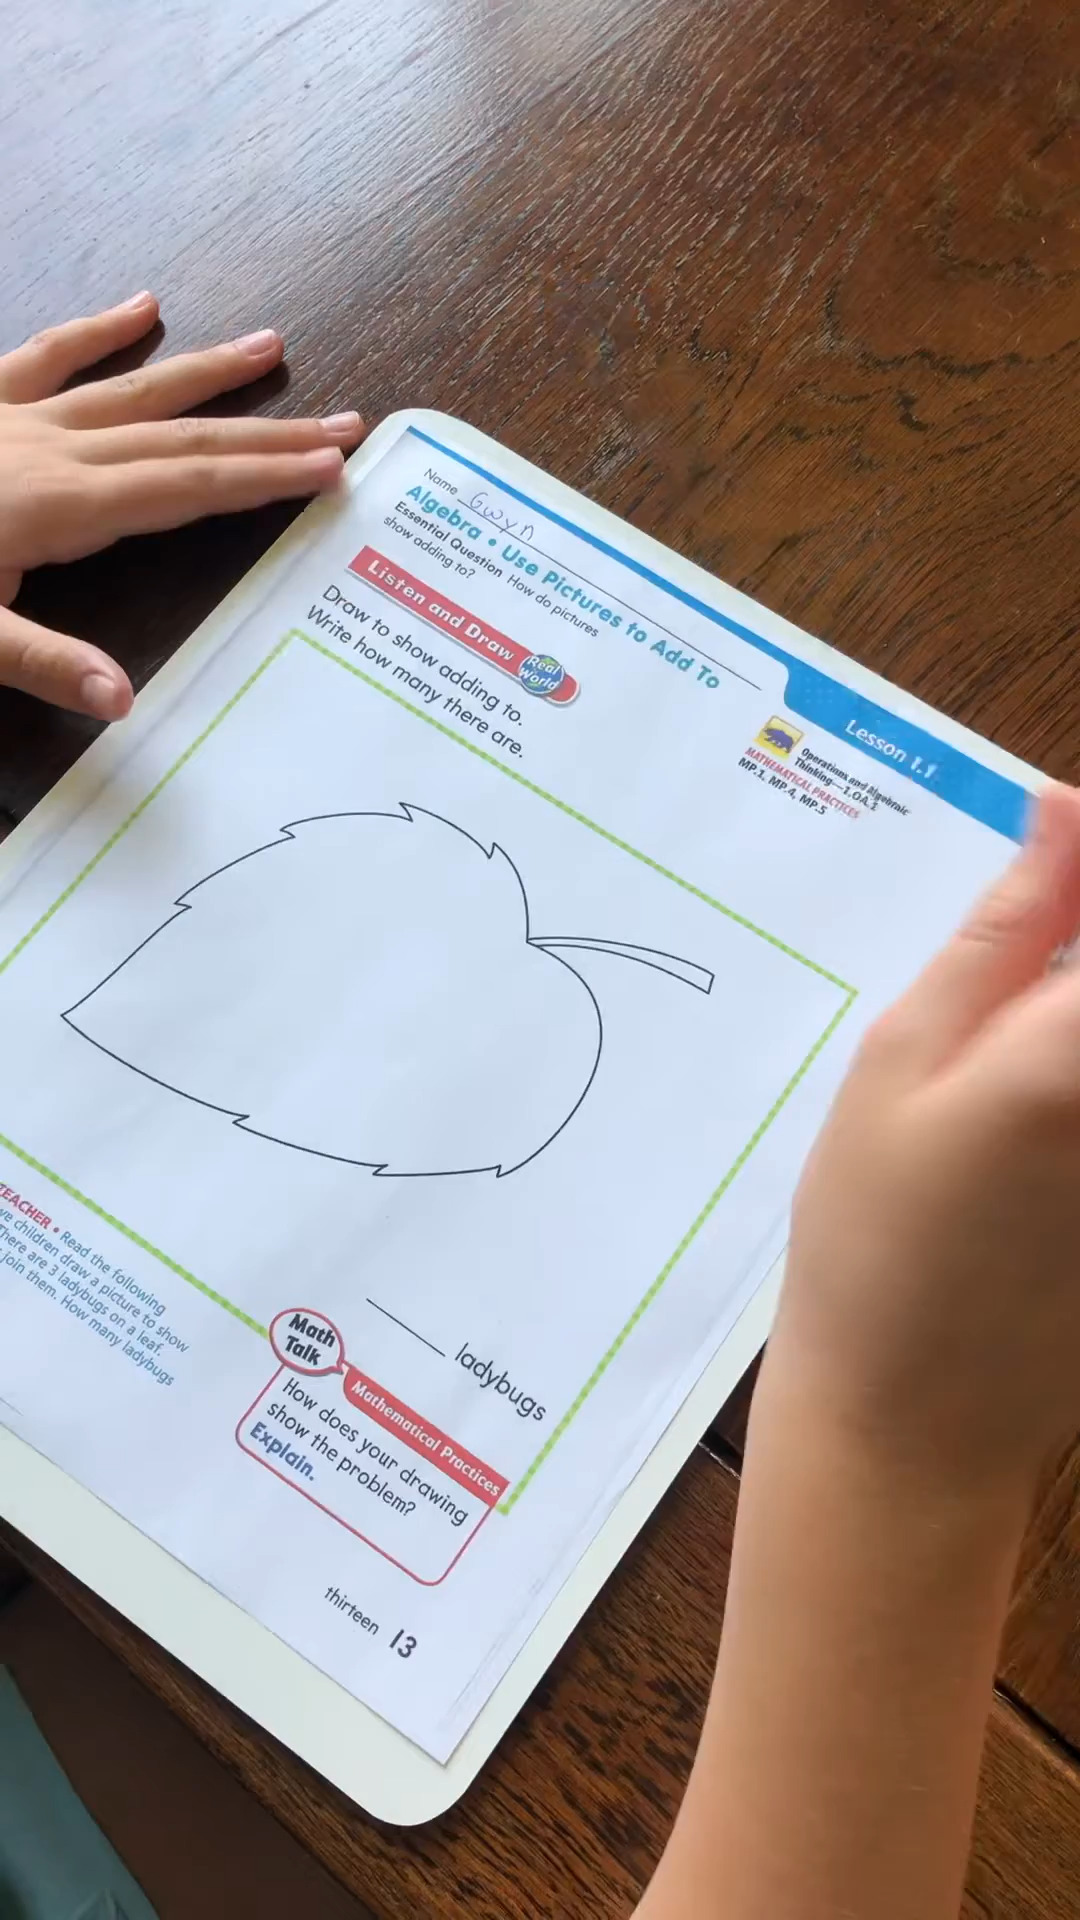 Name Gwyn
Algebra • Use Pictures to Add To
Essential Question How do pictures
show adding to?
Lesson 1.1
Operations and Algebraic
Thinking—1.OA.1
MATHEMATICAL PRACTICES
MP.1, MP.4, MP.5
Listen and Draw
Real
World
Draw to show adding to.
Write how many there are.
ladybugs
TEACHER • Read the following
children draw a picture to show
There are 3 ladybugs on a leaf.
join them. How many ladybugs
Math
Talk
Mathematical Practices
How does your drawing
show the problem?
Explain.
thirteen 13